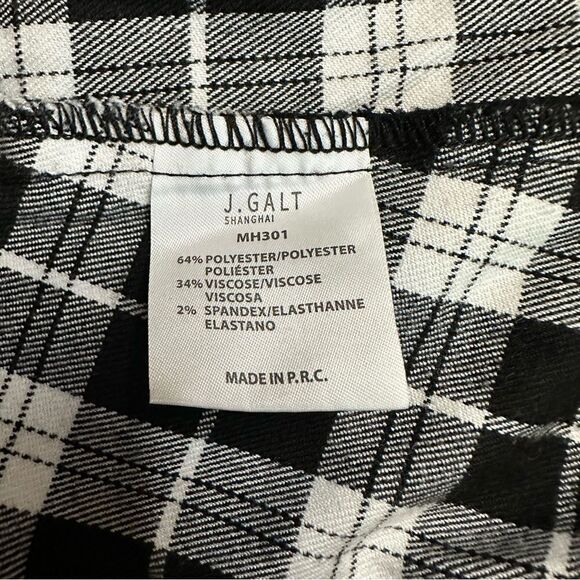 J.GALT
SHANGHAI
MH301
64% POLYESTER/POLYESTER
POLIÉSTER
34% VISCOSE/VISCOSE
VISCOSA
2% SPANDEX/ELASTHANNE
ELASTANO
MADE IN P.R.C.